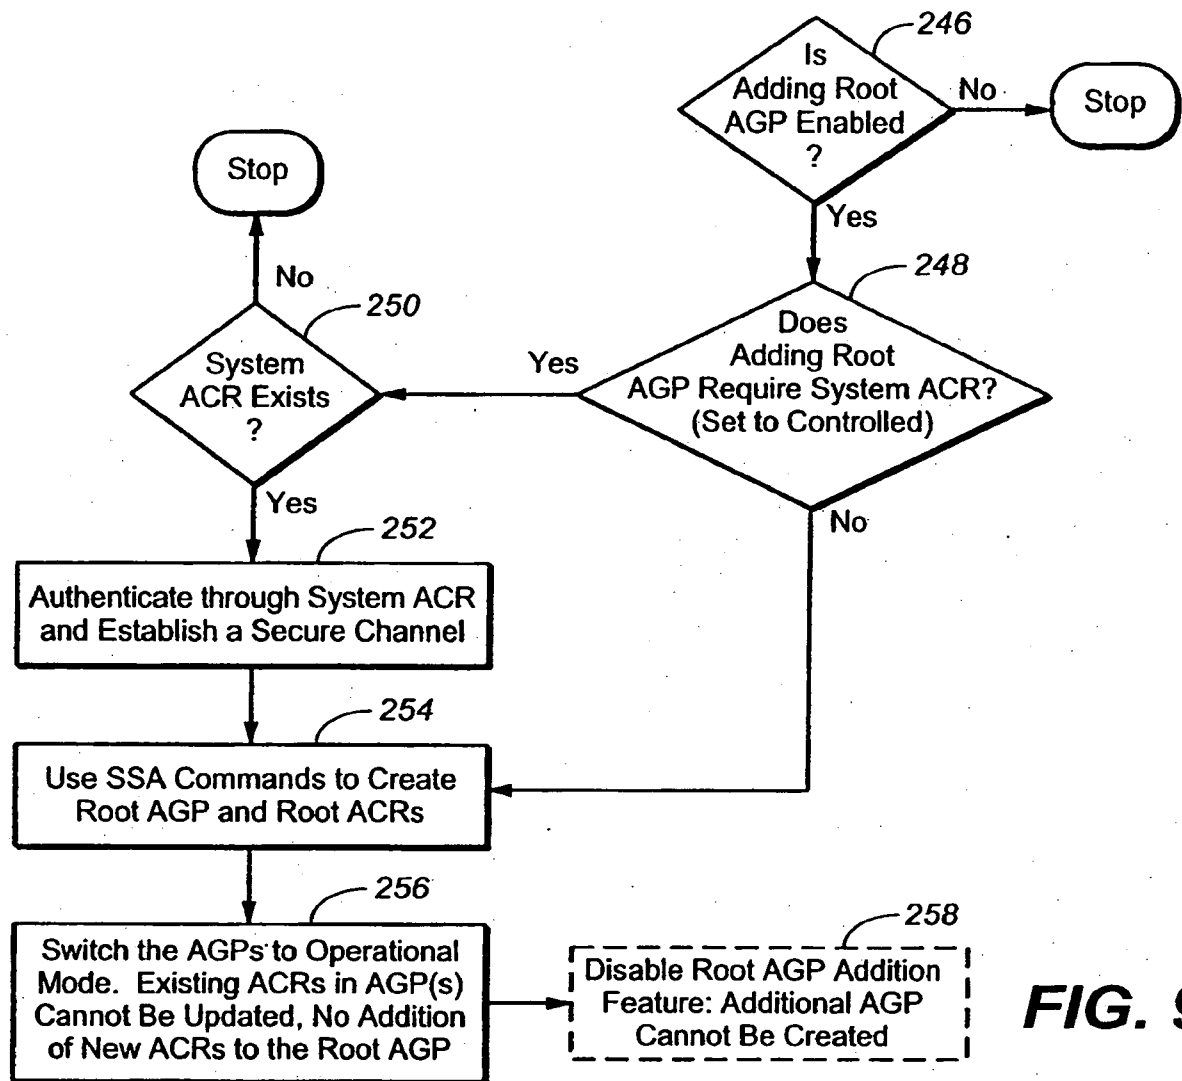 246
Is
Adding Root
AGP Enabled
?
No
Stop
Yes
248
Does
Adding Root
AGP Require System ACR?
(Set to Controlled)
Yes
No
Stop
No
250
System
ACR Exists
?
Yes
252
Authenticate through System ACR
and Establish a Secure Channel
254
Use SSA Commands to Create
Root AGP and Root ACRs
256
Switch the AGPs to Operational
Mode. Existing ACRs in AGP(s)
Cannot Be Updated, No Addition
of New ACRs to the Root AGP
258
Disable Root AGP Addition
Feature: Additional AGP
Cannot Be Created
FIG.